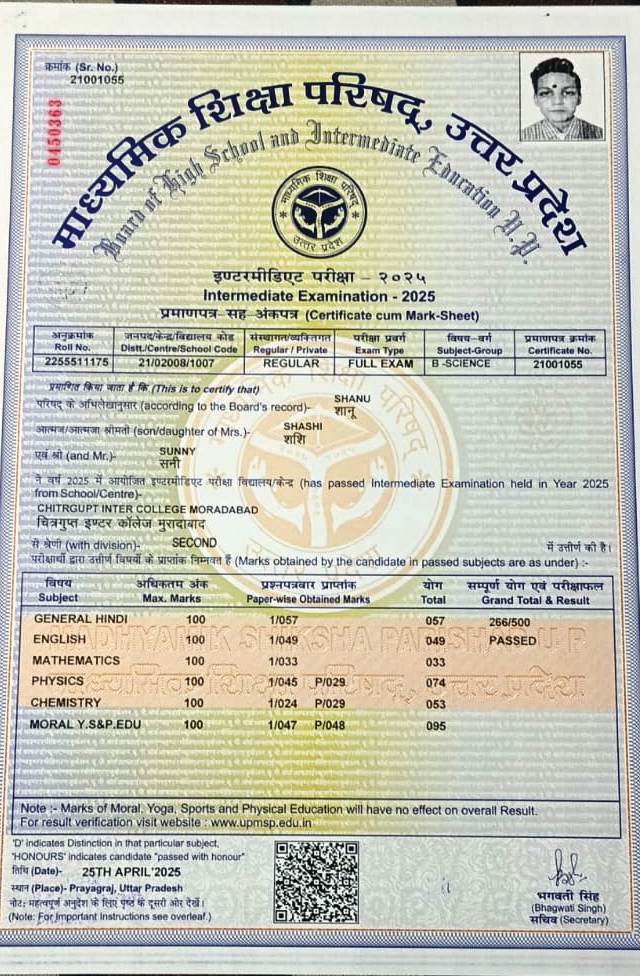 क्रमांक (Sr. No.)
21001055
0450363
माध्यमिक शिक्षा परिषद्, उत्तर प्रदेश
Board of High School and Intermediate Education U.P.
माध्यमिक शिक्षा परिषद्
उत्तर प्रदेश
इण्टरमीडिएट परीक्षा – २०२५
Intermediate Examination - 2025
प्रमाणपत्र सह अंकपत्र (Certificate cum Mark-Sheet)
अनुक्रमांक जनपद/केन्द्र/विद्यालय कोड संस्थागत/व्यक्तिगत परीक्षा प्रवर्ग विषय-वर्ग प्रमाणपत्र क्रमांक
Roll No. Distt./Centre/School Code Regular / Private Exam Type Subject-Group Certificate No.
2255511175 21/02008/1007 REGULAR FULL EXAM B -SCIENCE 21001055
प्रमाणित किया जाता है कि (This is to certify that)
SHANU
परिषद् के अभिलेखानुसार (according to the Board's record)- शानू
SHASHI
आत्मज/आत्मजा श्रीमती (son/daughter of Mrs.)- शशि
SUNNY
एवं श्री (and Mr.)- सनी
ने वर्ष 2025 में आयोजित इण्टरमीडिएट परीक्षा विद्यालय/केन्द्र (has passed Intermediate Examination held in Year 2025
from School/Centre)-
CHITRGUPT INTER COLLEGE MORADABAD
चित्रगुप्त इण्टर कॉलेज मुरादाबाद
से श्रेणी (with division)- SECOND में उत्तीर्ण की है।
परीक्षार्थी द्वारा उत्तीर्ण विषयों के प्राप्तांक निम्नवत हैं (Marks obtained by the candidate in passed subjects are as under) :-
विषय अधिकतम अंक प्रश्नपत्रवार प्राप्तांक योग सम्पूर्ण योग एवं परीक्षाफल
Subject Max. Marks Paper-wise Obtained Marks Total Grand Total & Result
GENERAL HINDI 100 1/057 057 266/500
ENGLISH 100 1/049 049 PASSED
MATHEMATICS 100 1/033 033
PHYSICS 100 1/045 P/029 074
CHEMISTRY 100 1/024 P/029 053
MORAL Y.S&P.EDU 100 1/047 P/048 095
Note :- Marks of Moral, Yoga, Sports and Physical Education will have no effect on overall Result.
For result verification visit website : www.upmsp.edu.in
'D' indicates Distinction in that particular subject.
'HONOURS' indicates candidate "passed with honour"
तिथि (Date)- 25TH APRIL'2025
स्थान (Place)- Prayagraj, Uttar Pradesh
नोट: महत्वपूर्ण अनुदेश के लिए पृष्ठ के दूसरी ओर देखें।
(Note: For Important Instructions see overleaf.)
भगवती सिंह
(Bhagwati Singh)
सचिव (Secretary)